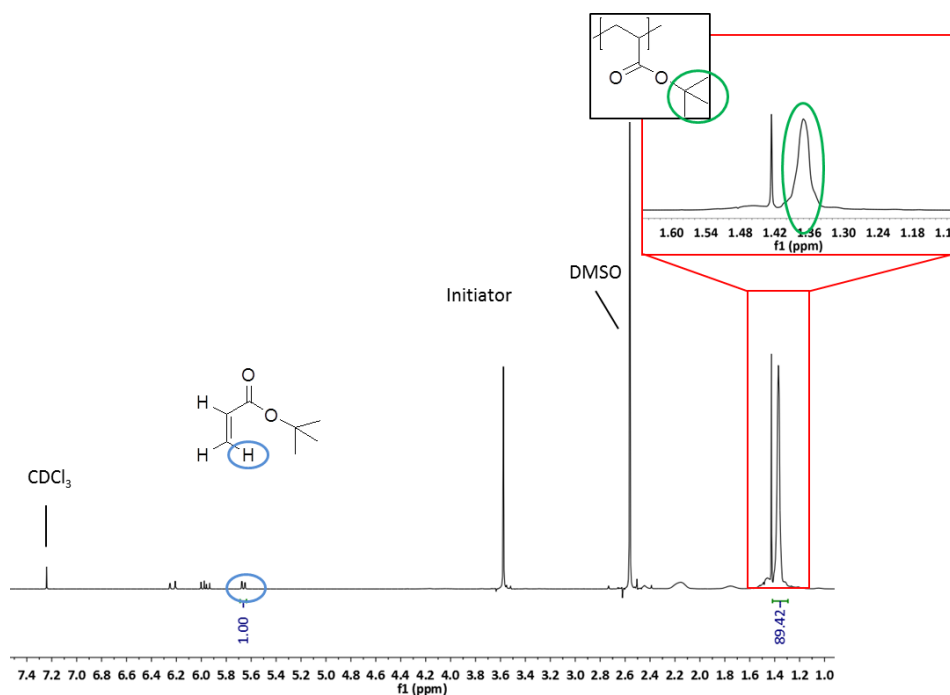 O
O
1.60 1.54 1.48 1.42 1.36 1.30 1.24 1.18
f1 (ppm)
DMSO
Initiator
O
H
O
H
H
CDCl3
1.00
89.42
7.4 7.2 7.0 6.8 6.6 6.4 6.2 6.0 5.8 5.6 5.4 5.2 5.0 4.8 4.6 4.4 4.2 4.0 3.8 3.6 3.4 3.2 3.0 2.8 2.6 2.4 2.2 2.0 1.8 1.6 1.4 1.2 1.0
f1 (ppm)